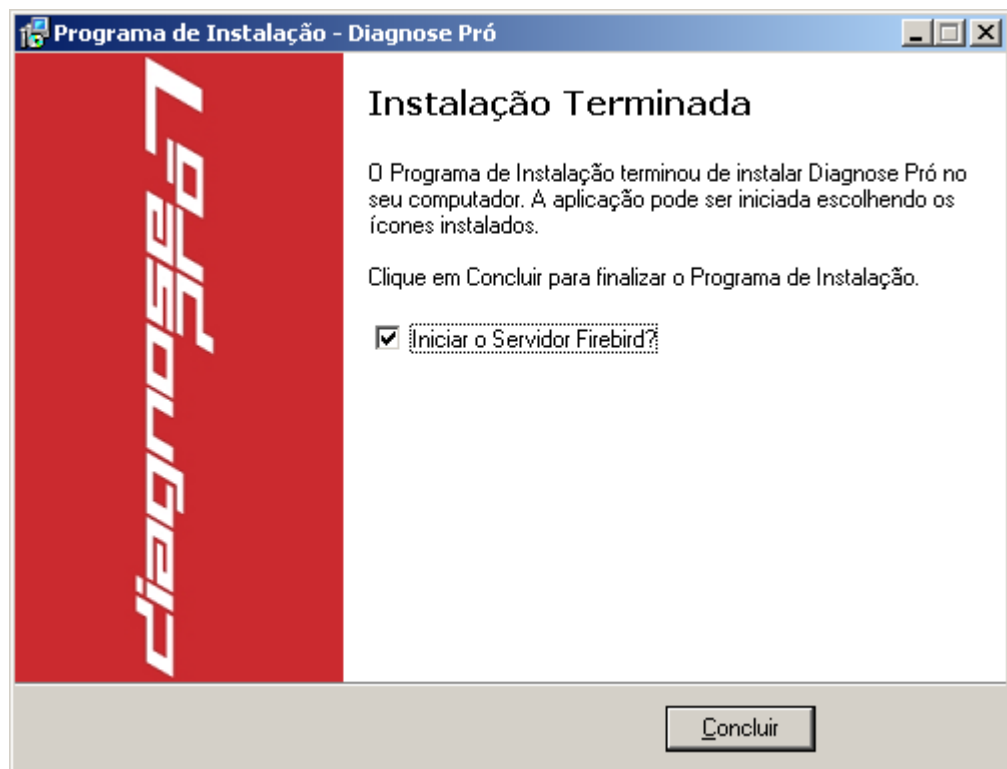 Programa de Instalação - Diagnose Pró
diagnose
pró 7
Instalação Terminada
O Programa de Instalação terminou de instalar Diagnose Pró no
seu computador. A aplicação pode ser iniciada escolhendo os
ícones instalados.
Clique em Concluir para finalizar o Programa de Instalação.
Iniciar o Servidor Firebird?
Concluir